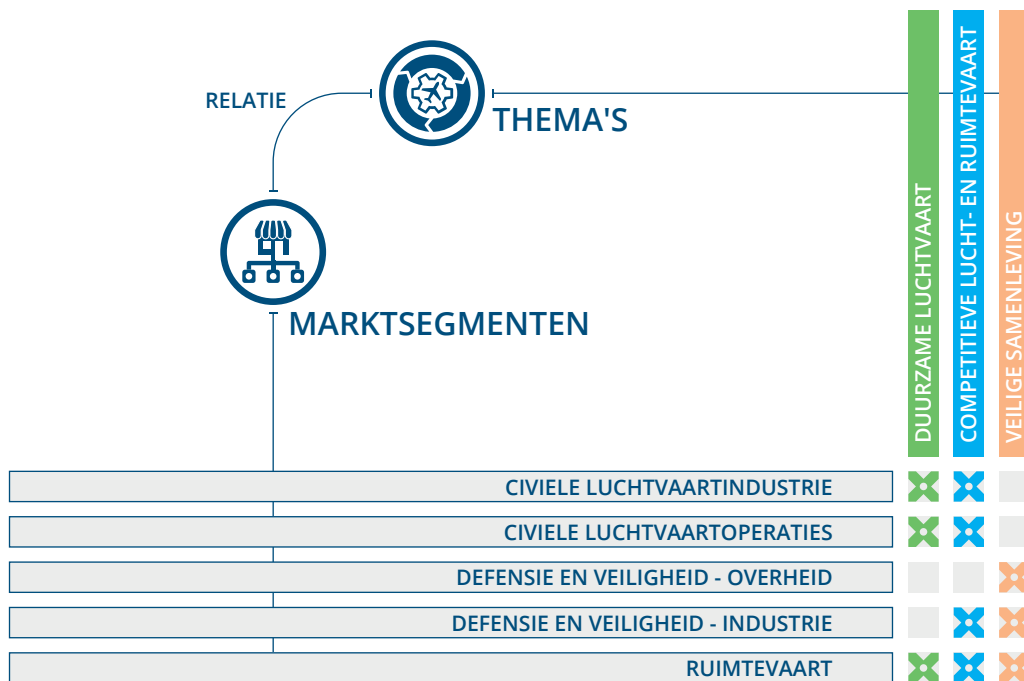 RELATIE
THEMA'S
MARKTSEGMENTEN
DUURZAME LUCHTVAART
COMPETITIEVE LUCHT- EN RUIMTEVAART
VEILIGE SAMENLEVING
CIVIELE LUCHTVAARTINDUSTRIE
CIVIELE LUCHTVAARTOPERATIES
DEFENSIE EN VEILIGHEID - OVERHEID
DEFENSIE EN VEILIGHEID - INDUSTRIE
RUIMTEVAART